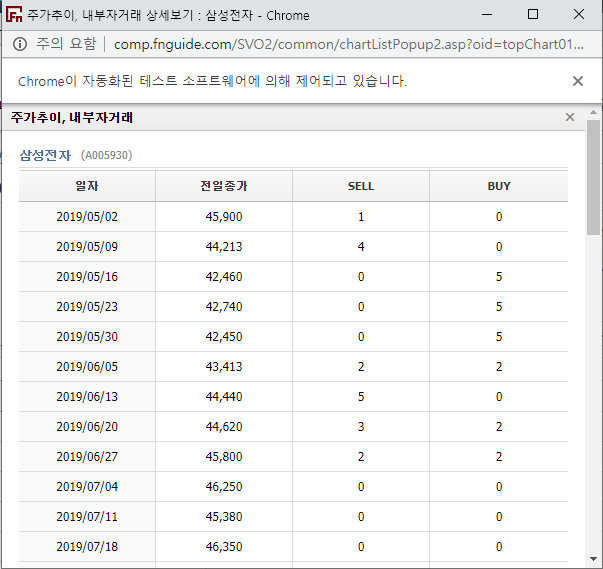 주가추이, 내부자거래 상세보기 : 삼성전자 - Chrome
주의 요함 comp.fnguide.com/SVO2/common/chartListPopup2.asp?oid=topChart01...
Chrome이 자동화된 테스트 소프트웨어에 의해 제어되고 있습니다.
주가추이, 내부자거래
삼성전자 (A005930)
일자 전일종가 SELL BUY
2019/05/02 45,900 1 0
2019/05/09 44,213 4 0
2019/05/16 42,460 0 5
2019/05/23 42,740 0 5
2019/05/30 42,450 0 5
2019/06/05 43,413 2 2
2019/06/13 44,440 5 0
2019/06/20 44,620 3 2
2019/06/27 45,800 2 2
2019/07/04 46,250 0 0
2019/07/11 45,380 0 0
2019/07/18 46,350 0 0